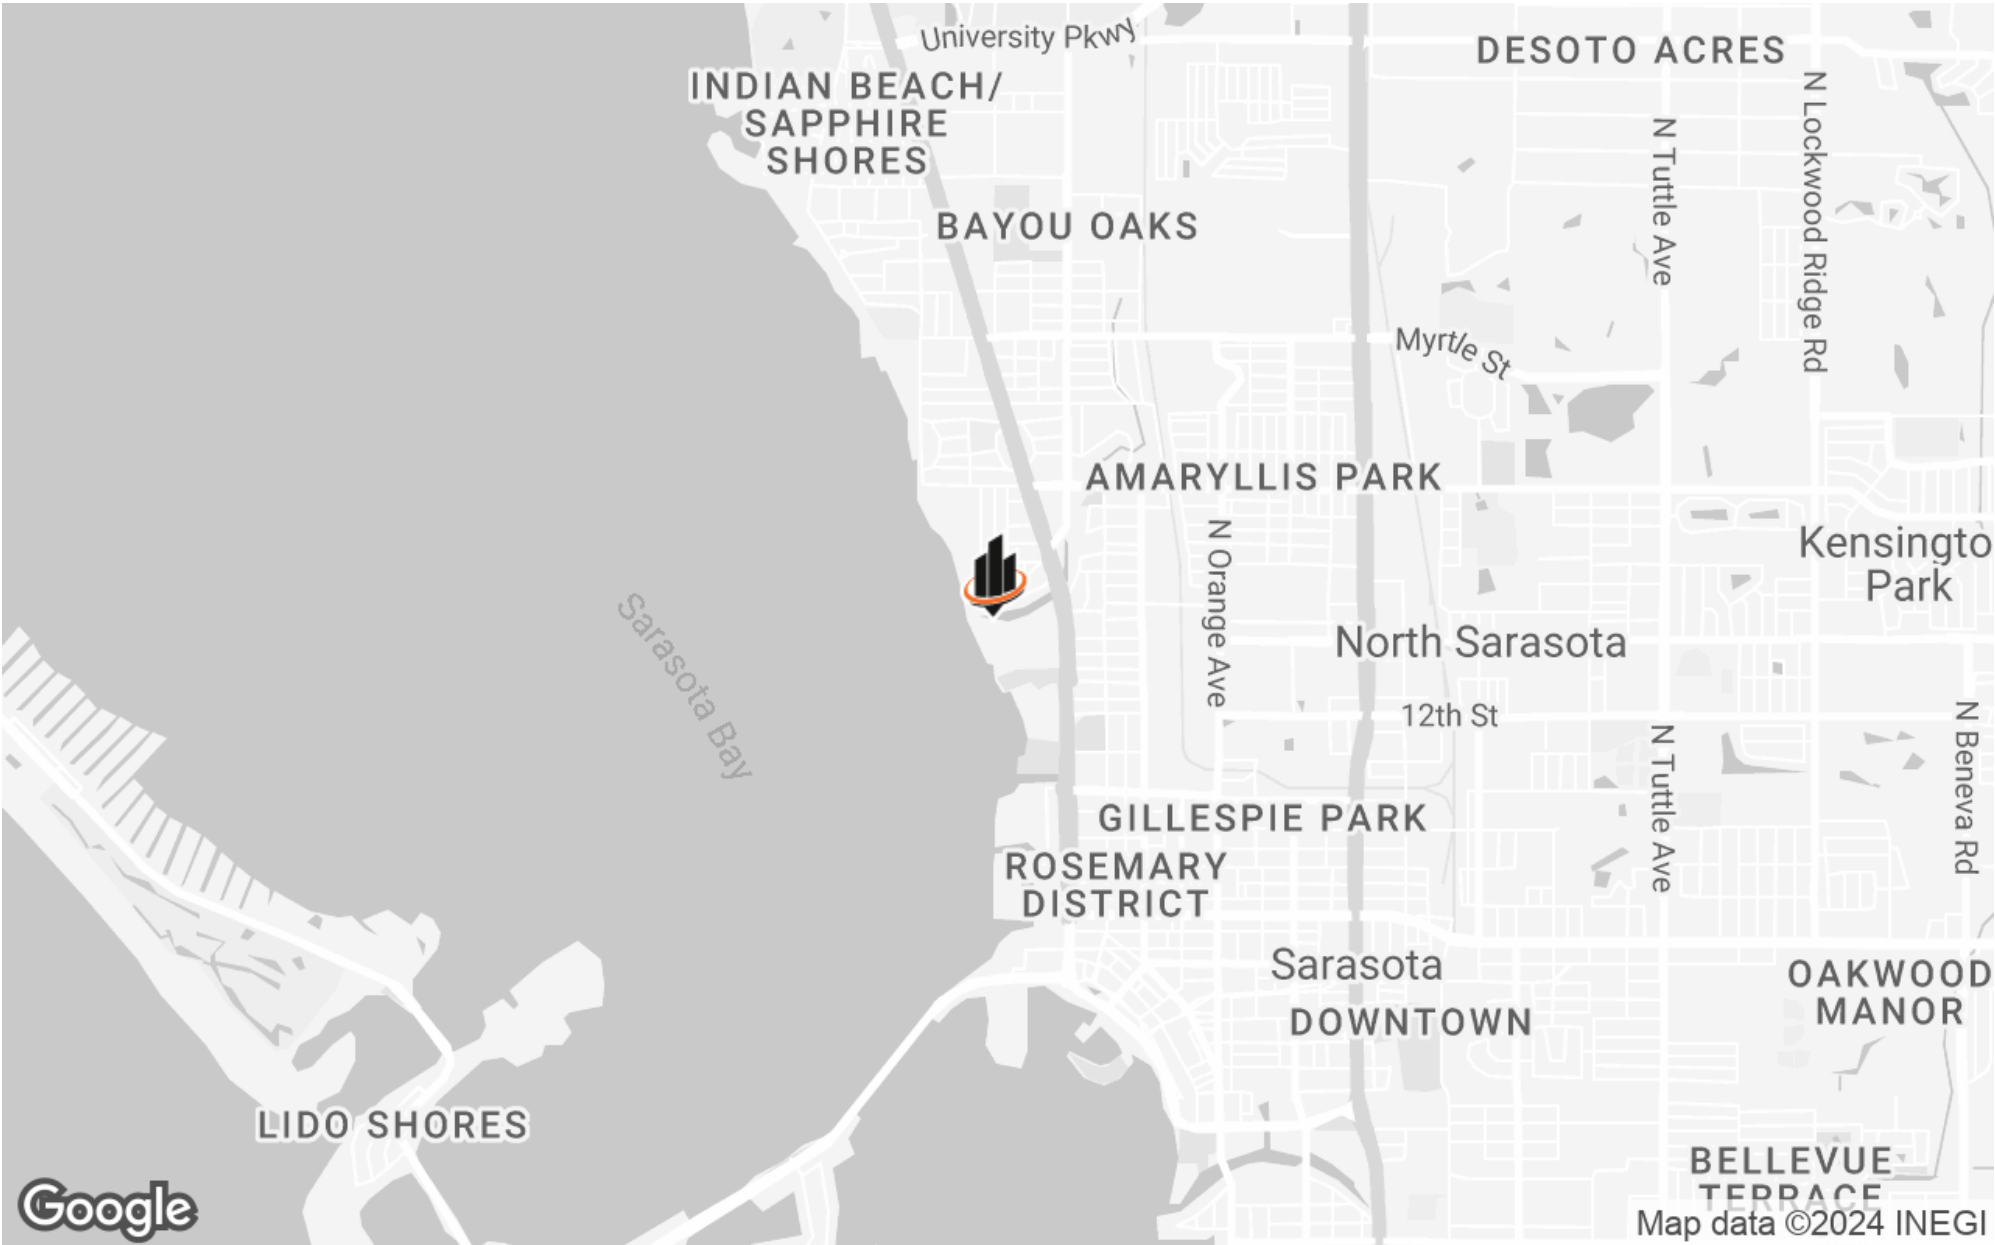 University Pkwy
DESOTO ACRES
INDIAN BEACH/
SAPPHIRE
SHORES
N Lockwood Ridge Rd
N Tuttle Ave
BAYOU OAKS
Myrtle St
AMARYLLIS PARK
N Orange Ave
Kensingto
Park
Sarasota Bay
North Sarasota
12th St
N Beneva Rd
N Tuttle Ave
GILLESPIE PARK
ROSEMARY
DISTRICT
Sarasota
OAKWOOD
MANOR
DOWNTOWN
LIDO SHORES
BELLEVUE
TERRACE
Google
Map data ©2024 INEGI